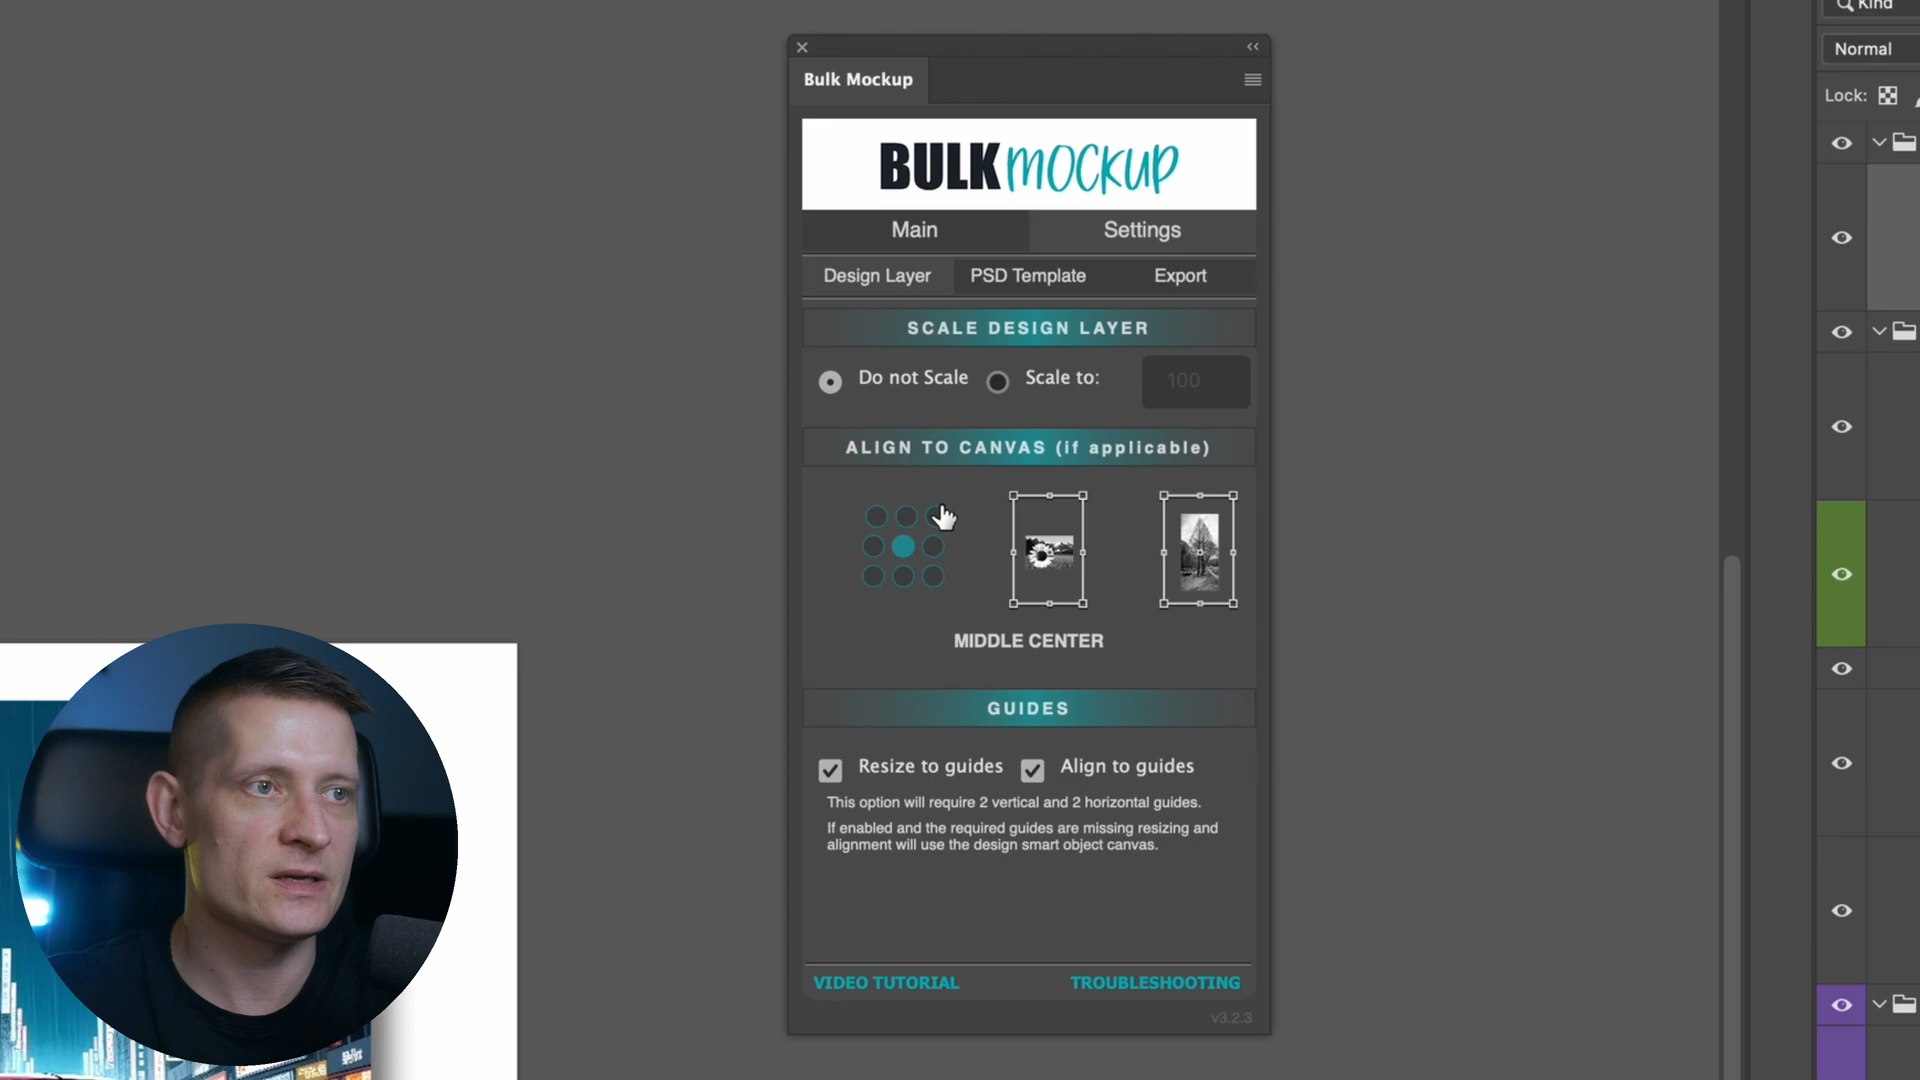 Kind
Normal
Lock:
Bulk Mockup
BULK mockup
Main Settings
Design Layer PSD Template Export
SCALE DESIGN LAYER
Do not Scale Scale to: 100
ALIGN TO CANVAS (if applicable)
MIDDLE CENTER
GUIDES
Resize to guides Align to guides
This option will require 2 vertical and 2 horizontal guides.
If enabled and the required guides are missing resizing and
alignment will use the design smart object canvas.
VIDEO TUTORIAL TROUBLESHOOTING
v3.2.3